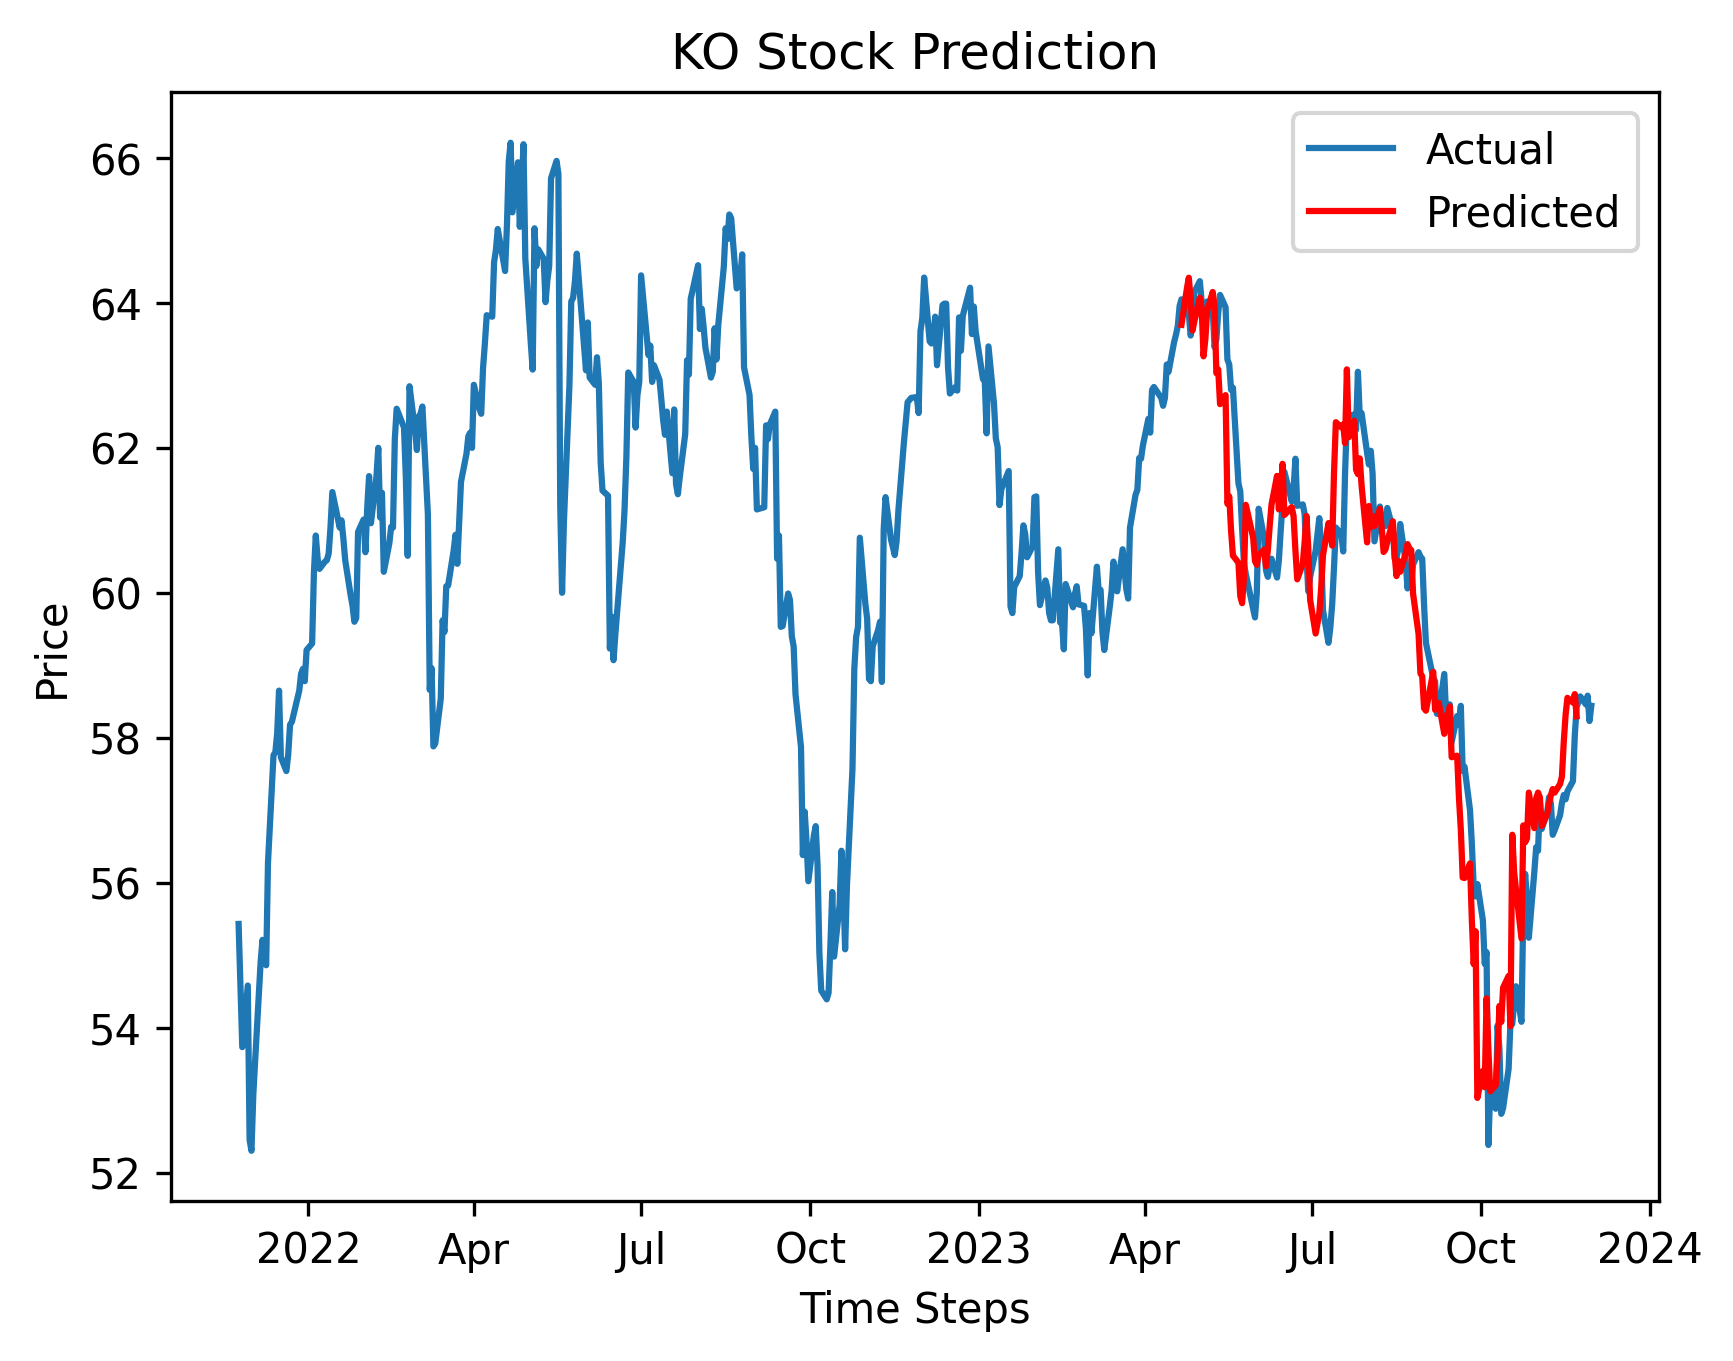 KO Stock Prediction
Actual
Predicted
66
64
62
60
58
56
54
52
Price
2022 Apr Jul Oct 2023 Apr Jul Oct 2024
Time Steps